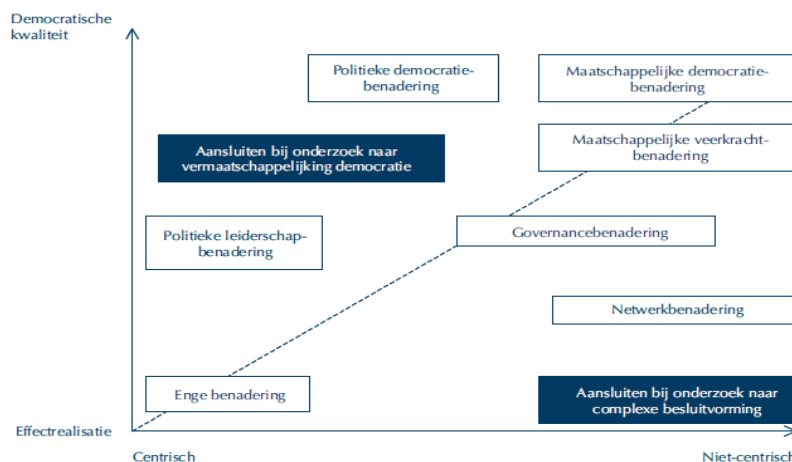 Democratische
kwaliteit
Politieke democratie-
benadering
Maatschappelijke democratie-
benadering
Aansluiten bij onderzoek naar
vermaatschappelijking democratie
Maatschappelijke veerkracht-
benadering
Politieke leiderschap-
benadering
Governancebenadering
Netwerkbenadering
Enge benadering
Aansluiten bij onderzoek naar
complexe besluitvorming
Effectrealisatie
Centrisch
Niet-centrisch